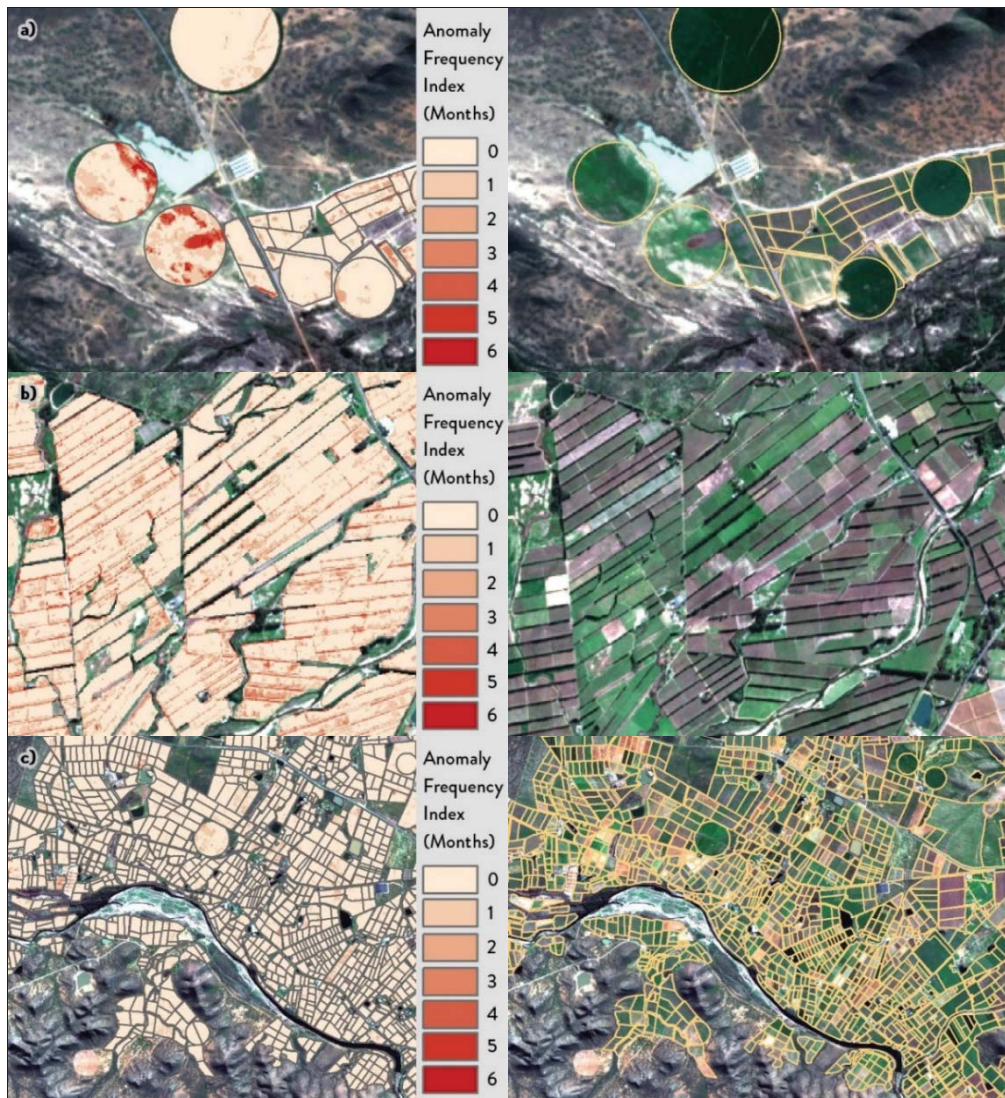 a)
Anomaly
Frequency
Index
(Months)
0
1
2
3
4
5
6
b)
Anomaly
Frequency
Index
(Months)
0
1
2
3
4
5
6
c)
Anomaly
Frequency
Index
(Months)
0
1
2
3
4
5
6